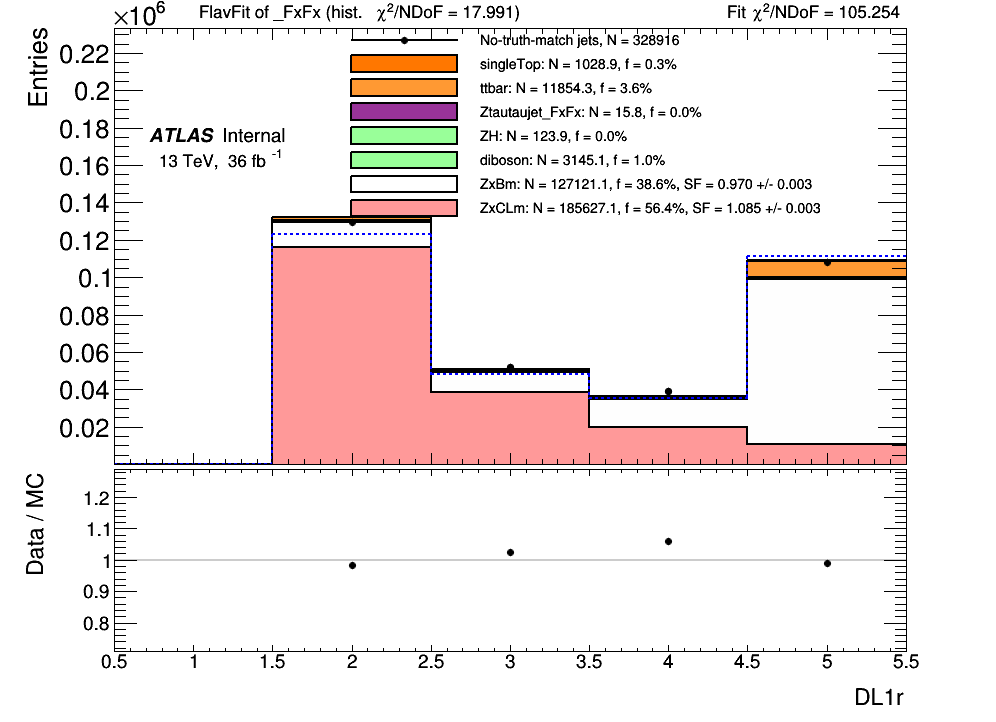 ×10^6
FlavFit of _FxFx (hist. χ²/NDoF = 17.991)
Fit χ²/NDoF = 105.254
Entries
0.22
0.2
0.18
0.16
0.14
0.12
0.1
0.08
0.06
0.04
0.02
ATLAS Internal
13 TeV, 36 fb⁻¹
No-truth-match jets, N = 328916
singleTop: N = 1028.9, f = 0.3%
ttbar: N = 11854.3, f = 3.6%
Ztautaujet_FxFx: N = 15.8, f = 0.0%
ZH: N = 123.9, f = 0.0%
diboson: N = 3145.1, f = 1.0%
ZxBm: N = 127121.1, f = 38.6%, SF = 0.970 +/- 0.003
ZxCLm: N = 185627.1, f = 56.4%, SF = 1.085 +/- 0.003
Data / MC
1.2
1.1
1
0.9
0.8
0.5 1 1.5 2 2.5 3 3.5 4 4.5 5 5.5
DL1r